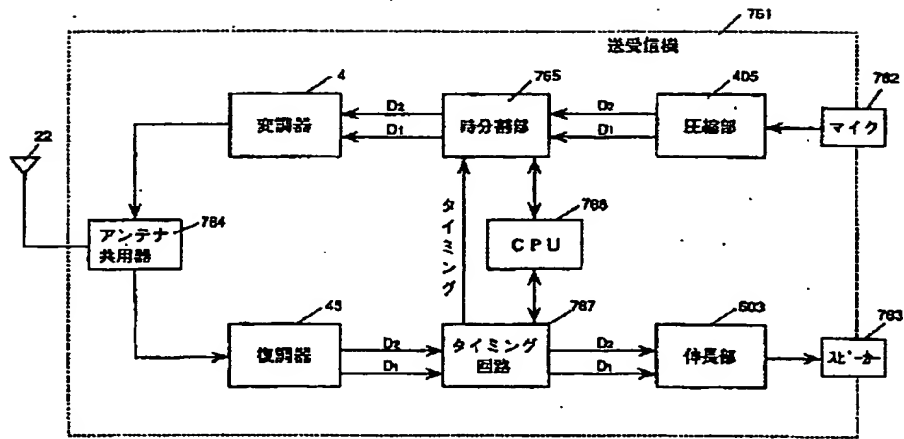 761
送受信機
4
765
405
762
変調器
D2
D1
時分割部
D2
D1
圧縮部
マイク
22
784
アンテナ
共用器
タイミング
766
CPU
45
767
603
763
復調器
D2
D1
タイミング
回路
D2
D1
伸長部
スピーカー